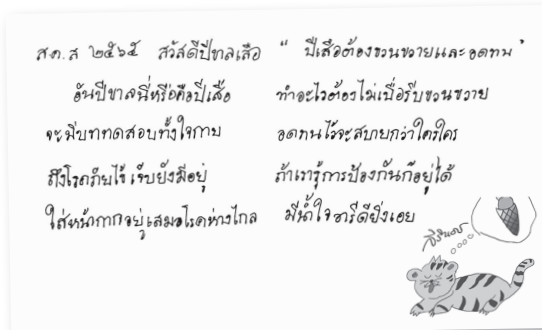 ส.ค.ส ๒๕๖๕ สวัสดีปีขาลเสือ “ ปีเสือต้องขวนขวายและอดทน ”
อันปีขาลนี่หรือคือปีเสือ ทำอะไรต้องไม่เบื่อรีบขวนขวาย
จะมีบททดสอบทั้งใจกาย อดทนไว้จะสบายกว่าใครใคร
ถึงโรคภัยไข้เจ็บยังมีอยู่ ถ้าเรารู้การป้องกันก็อยู่ได้
ใส่หน้ากากอยู่เสมอโรคห่างไกล มีน้ำใจอารีดียิ่งเอย
สิรินธร